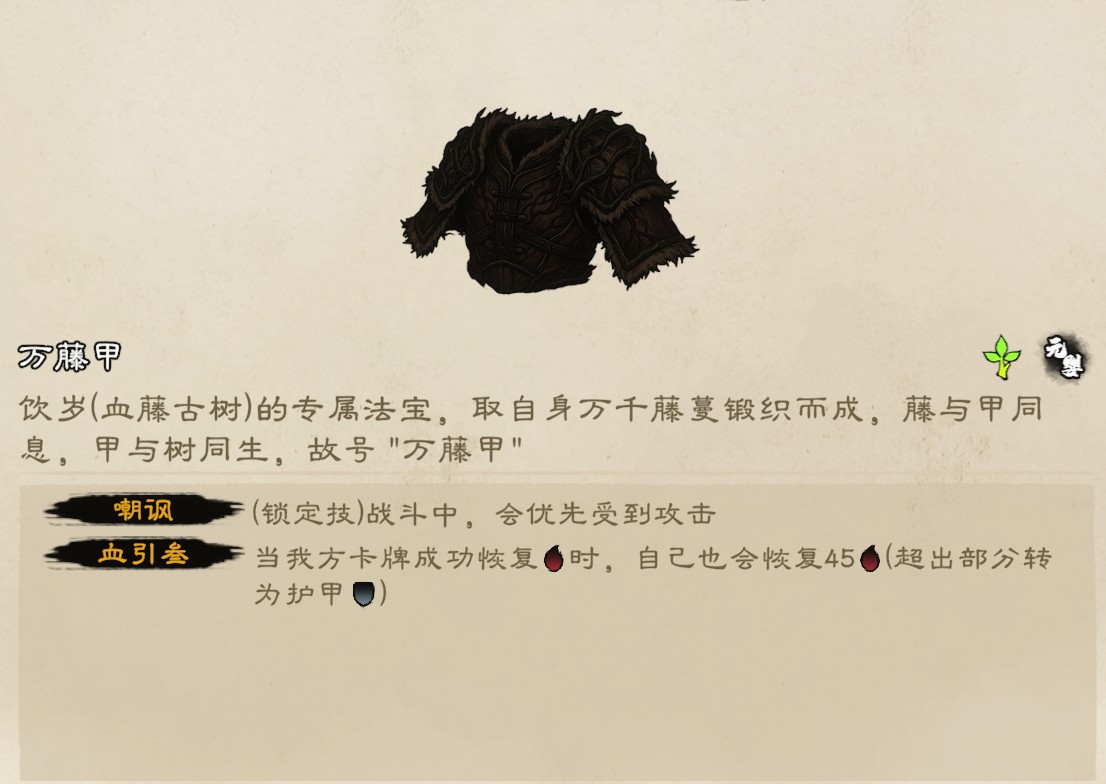 万藤甲
元婴
饮岁(血藤古树)的专属法宝，取自身万千藤蔓锻织而成，藤与甲同
息，甲与树同生，故号 "万藤甲"
嘲讽 (锁定技)战斗中，会优先受到攻击
血引叁 当我方卡牌成功恢复时，自己也会恢复45(超出部分转
为护甲)